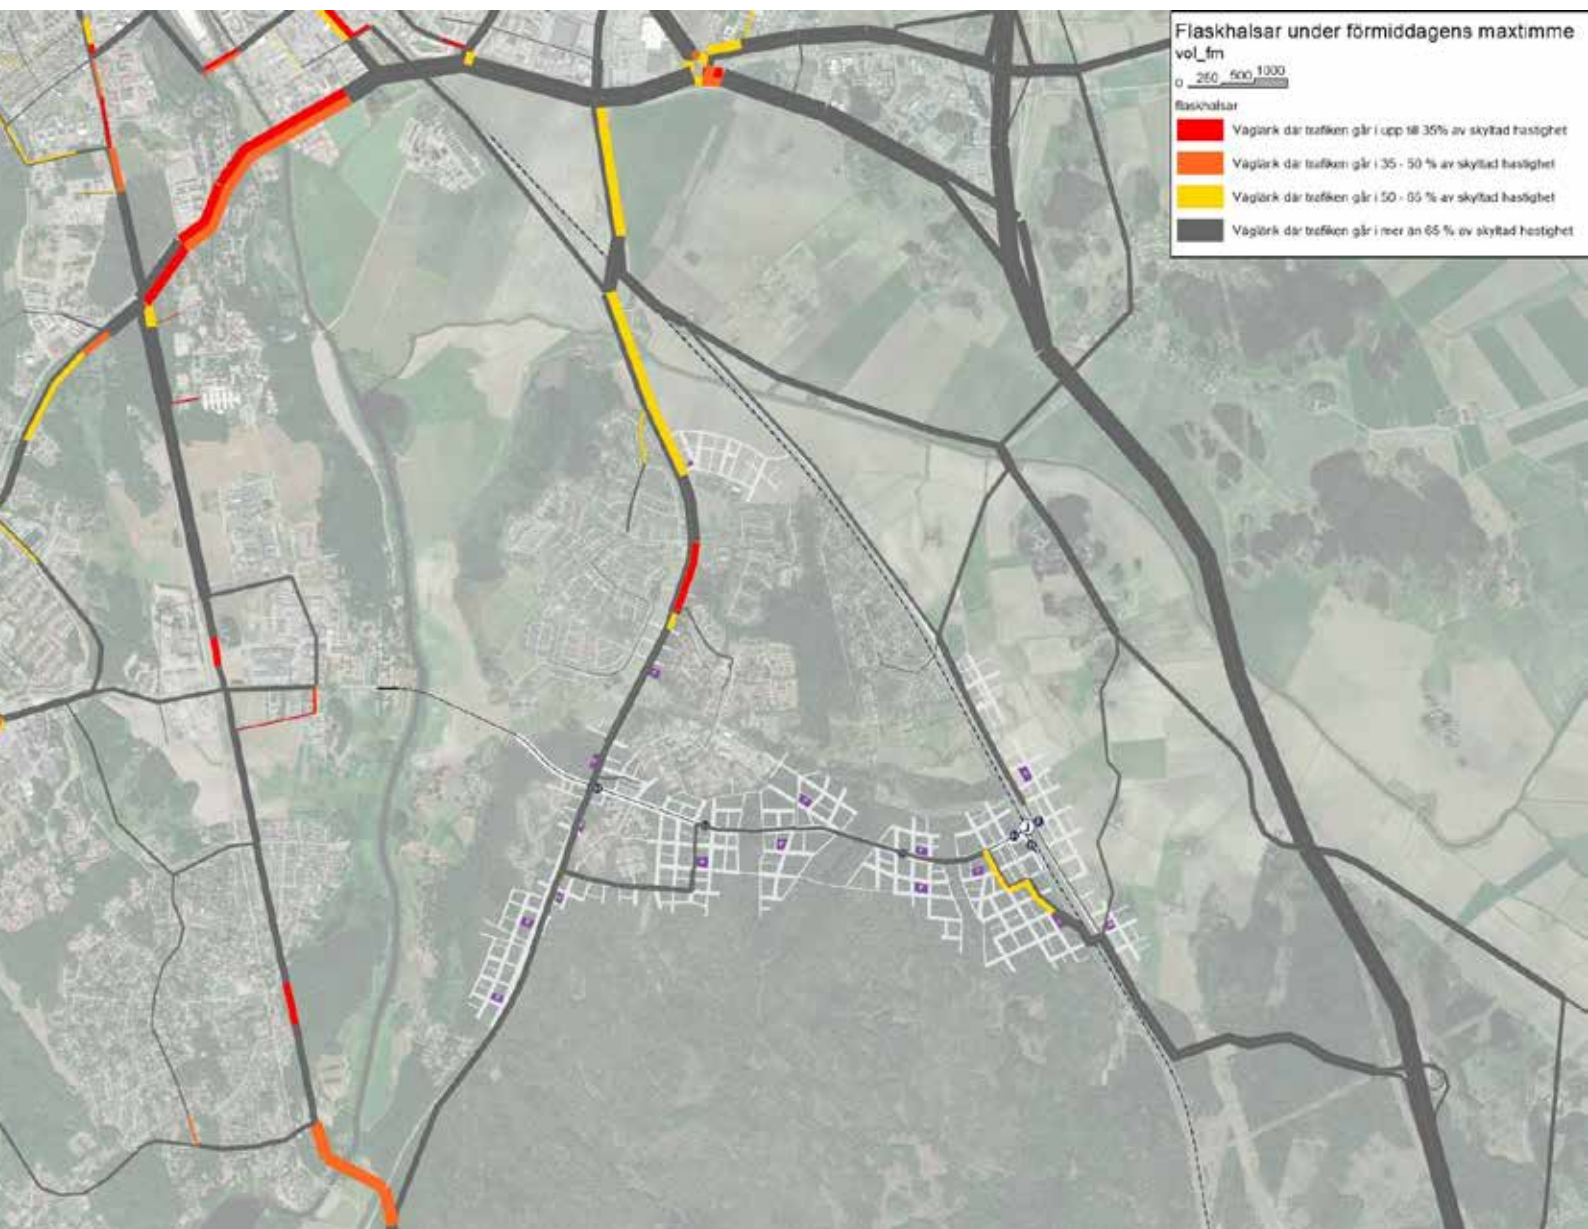 Flaskhalsar under förmiddagens maxtimme
vol_fm
0 250 500 1000
flaskhalsar
Väglänk där trafiken går i upp till 35% av skyltad hastighet
Väglänk där trafiken går i 35 - 50 % av skyltad hastighet
Väglänk där trafiken går i 50 - 65 % av skyltad hastighet
Väglänk där trafiken går i mer än 65 % av skyltad hastighet